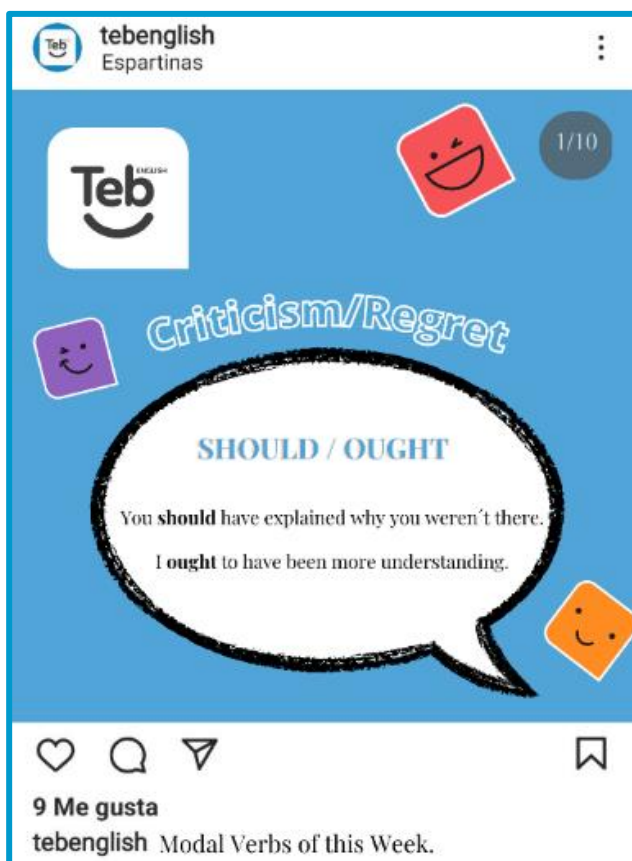 Teb
tebenglish
Espartinas
1/10
Teb ENGLISH
Criticism/Regret
SHOULD / OUGHT
You should have explained why you weren´t there.
I ought to have been more understanding.
9 Me gusta
tebenglish Modal Verbs of this Week.